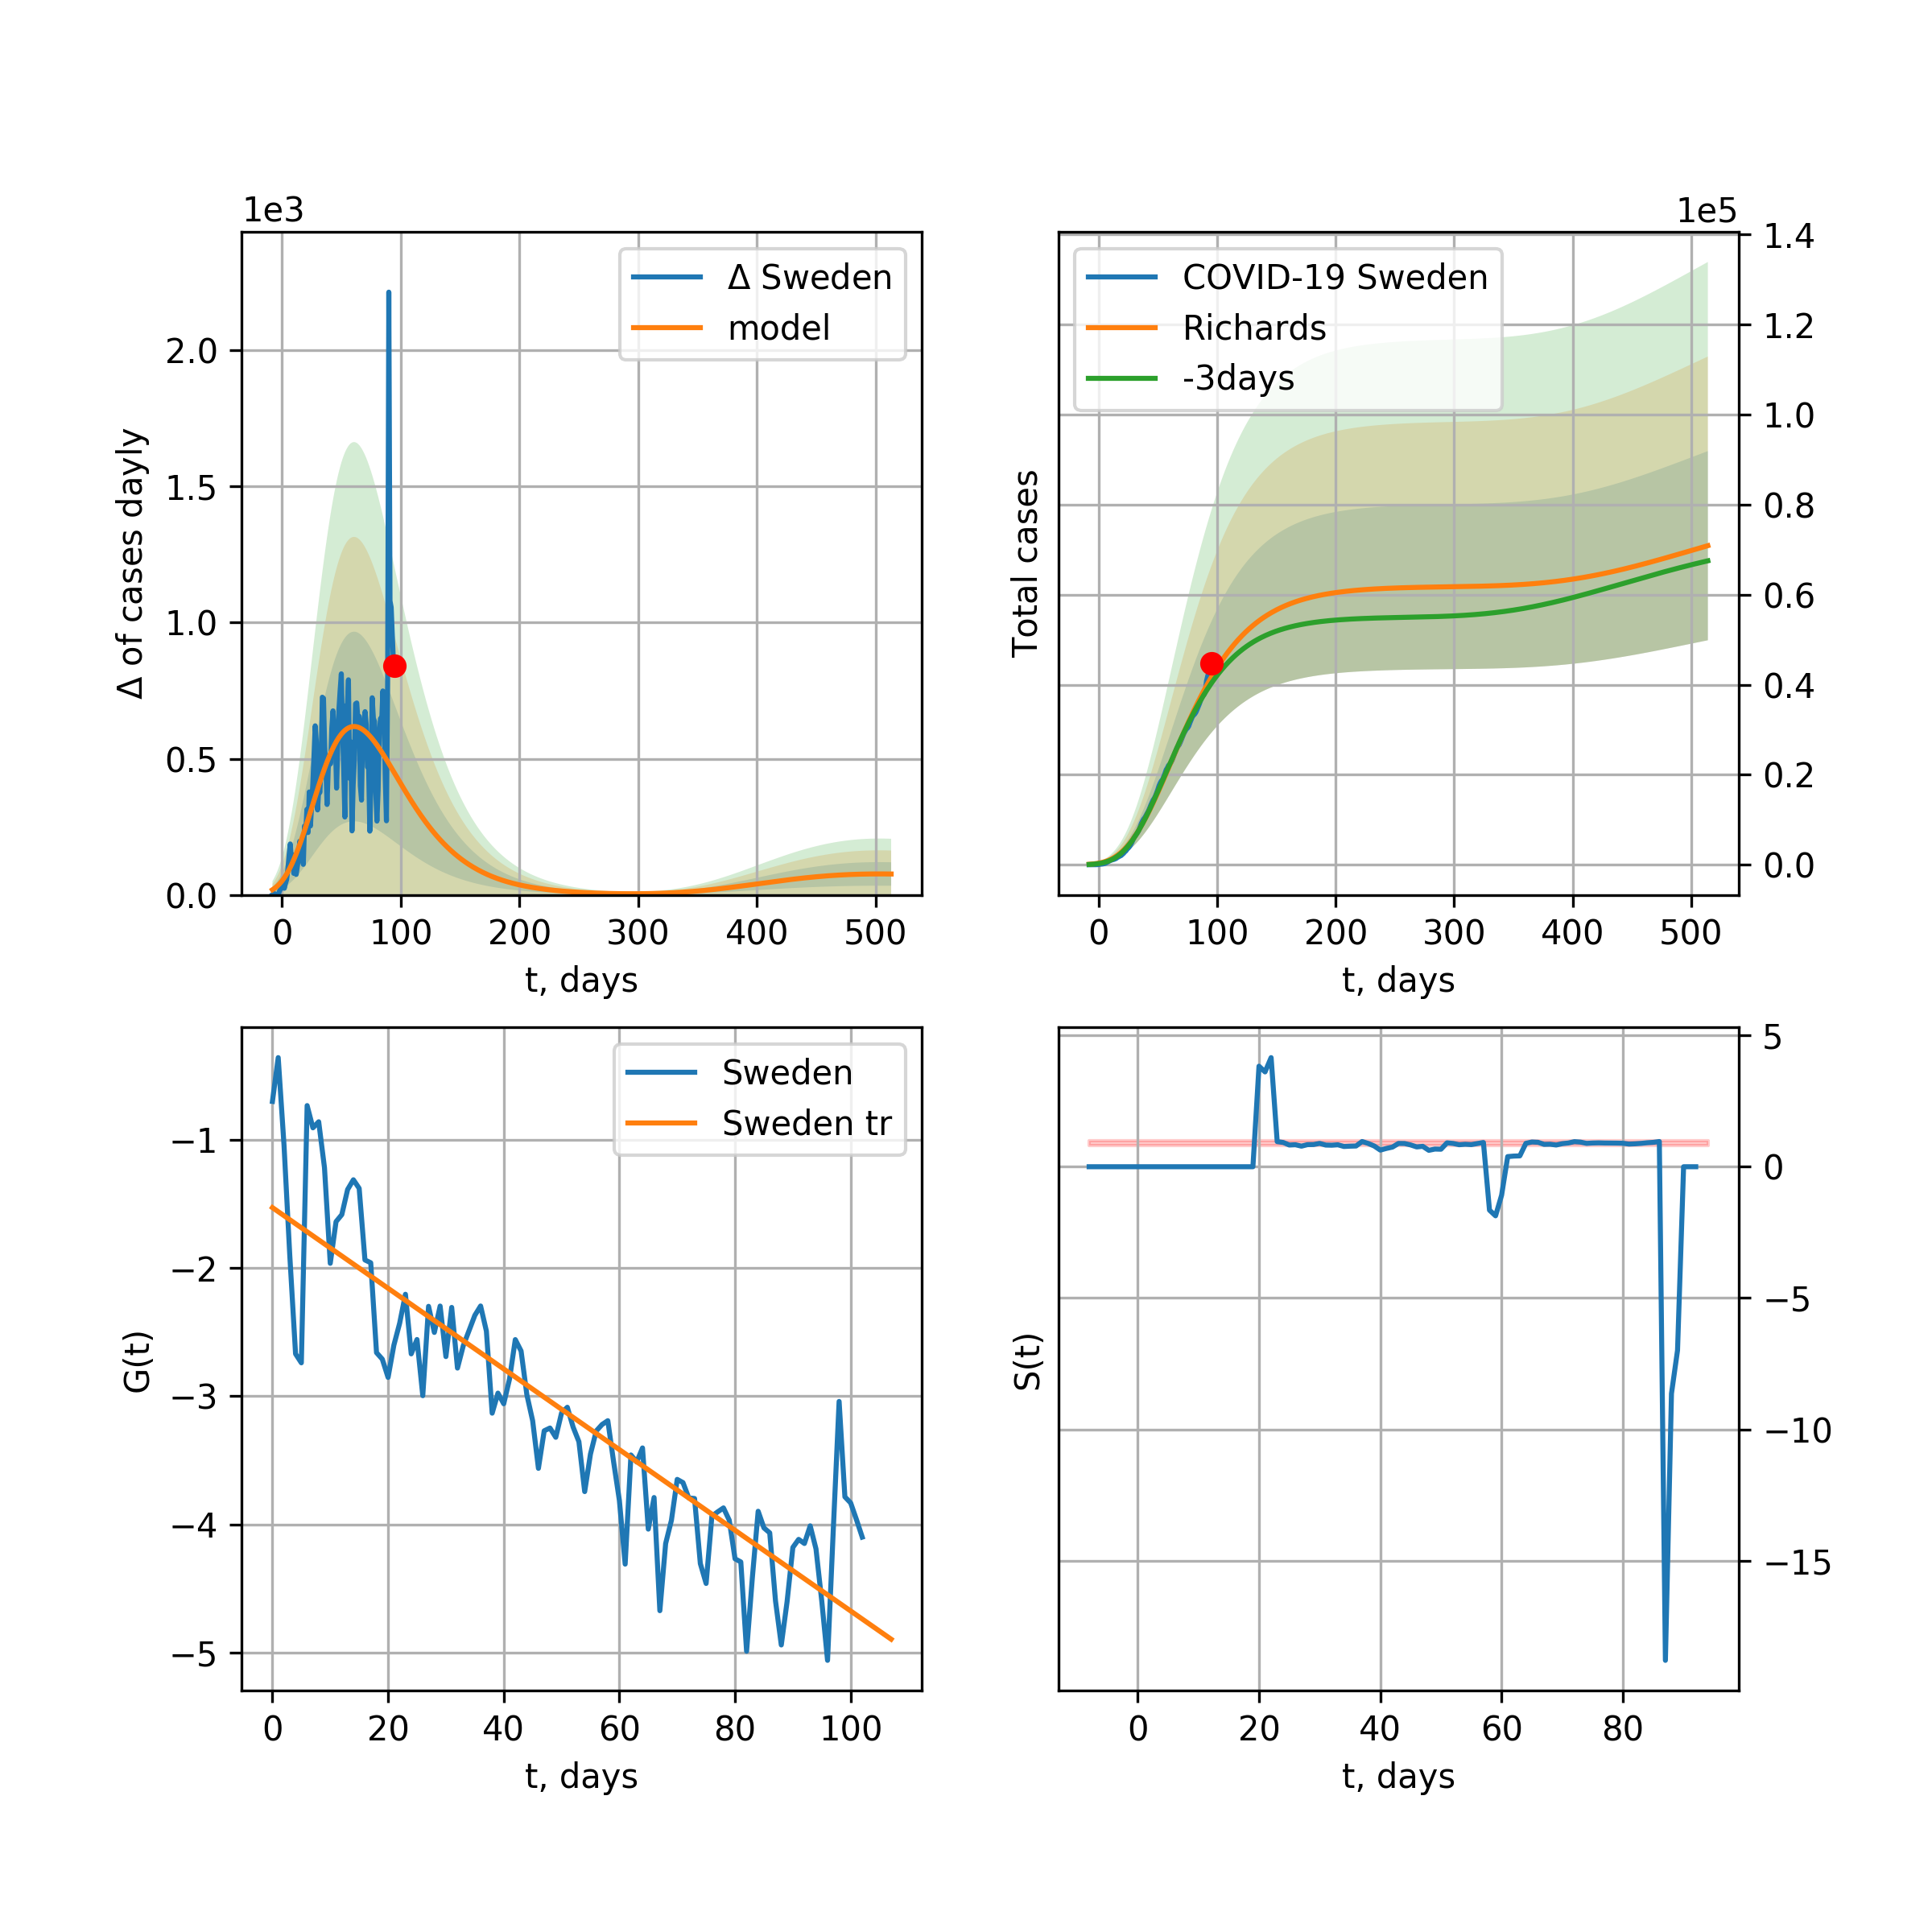 1e3
Δ Sweden
model
2.0
1.5
1.0
0.5
0.0
Δ of cases dayly
0 100 200 300 400 500
t, days
1e5
COVID-19 Sweden
Richards
-3days
1.4
1.2
1.0
0.8
0.6
0.4
0.2
0.0
Total cases
0 100 200 300 400 500
t, days
Sweden
Sweden tr
−1
−2
−3
−4
−5
G(t)
0 20 40 60 80 100
t, days
5
0
−5
−10
−15
S(t)
0 20 40 60 80
t, days